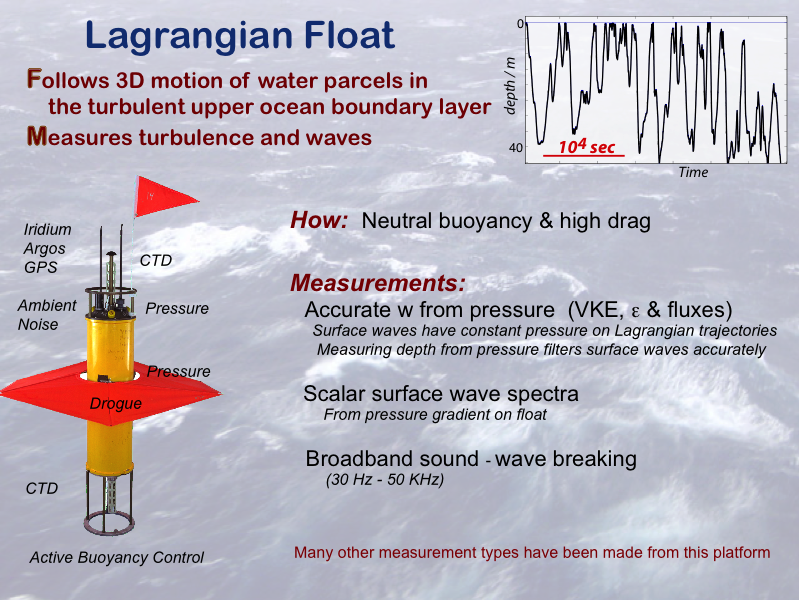 Lagrangian Float
Follows 3D motion of water parcels in
the turbulent upper ocean boundary layer
Measures turbulence and waves
0
depth / m
40
10⁴ sec
Time
Iridium
Argos
GPS
CTD
Ambient
Noise
Pressure
Pressure
Drogue
CTD
Active Buoyancy Control
How: Neutral buoyancy & high drag
Measurements:
Accurate w from pressure (VKE, ε & fluxes)
Surface waves have constant pressure on Lagrangian trajectories
Measuring depth from pressure filters surface waves accurately
Scalar surface wave spectra
From pressure gradient on float
Broadband sound - wave breaking
(30 Hz - 50 KHz)
Many other measurement types have been made from this platform